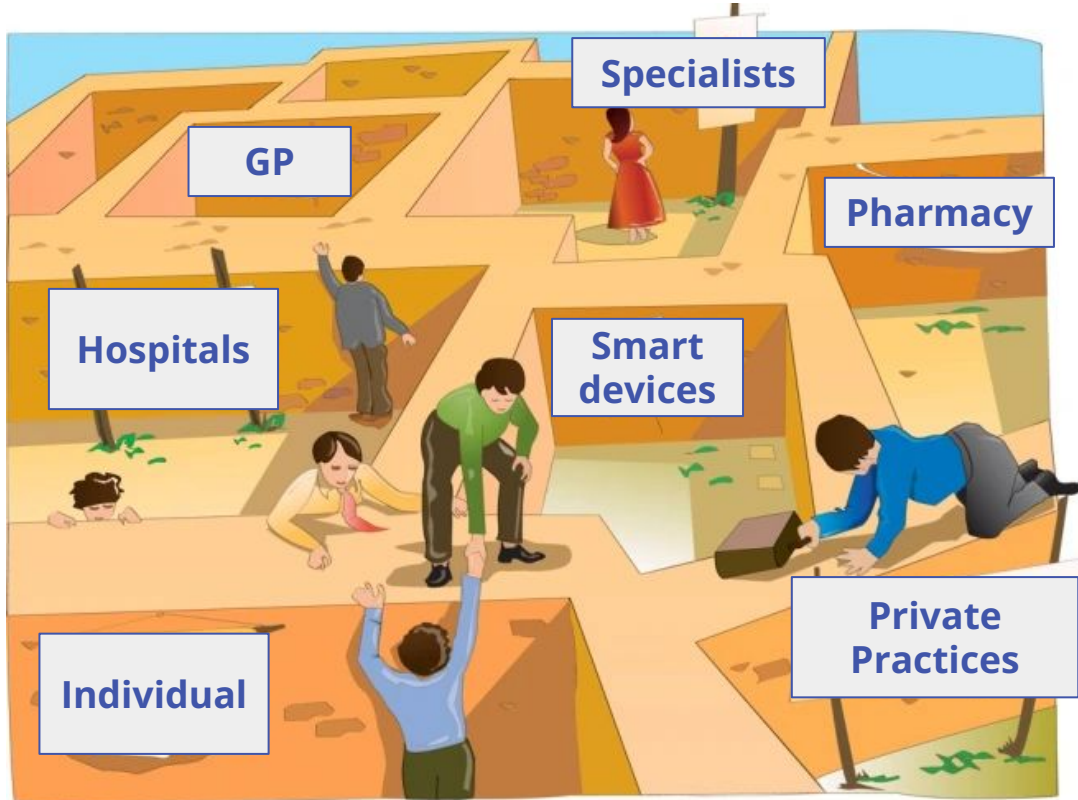 Specialists
GP
Pharmacy
Hospitals
Smart
devices
Private
Practices
Individual